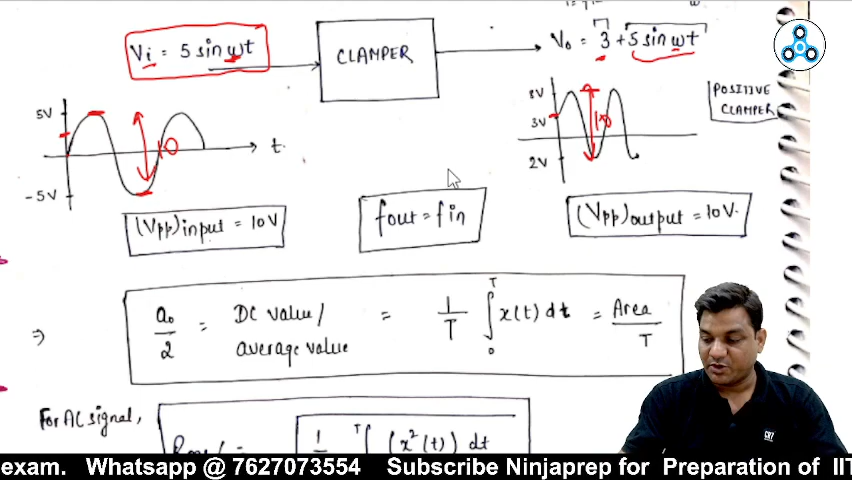 Vi = 5 sin ωt
CLAMPER
Vo = 3 + 5 sin ωt
POSITIVE
CLAMPER
5V
-5V
10
t
8V
3V
2V
10
(Vpp)input = 10V
fout = fin
(Vpp)output = 10V.
⇒ a₀/2 = DC value/average value = 1/T ∫₀ᵀ x(t) dt = Area/T
For AC signal,
1 T∫ (x²(t)) dt
exam. Whatsapp @ 7627073554 Subscribe Ninjaprep for Preparation of IIT